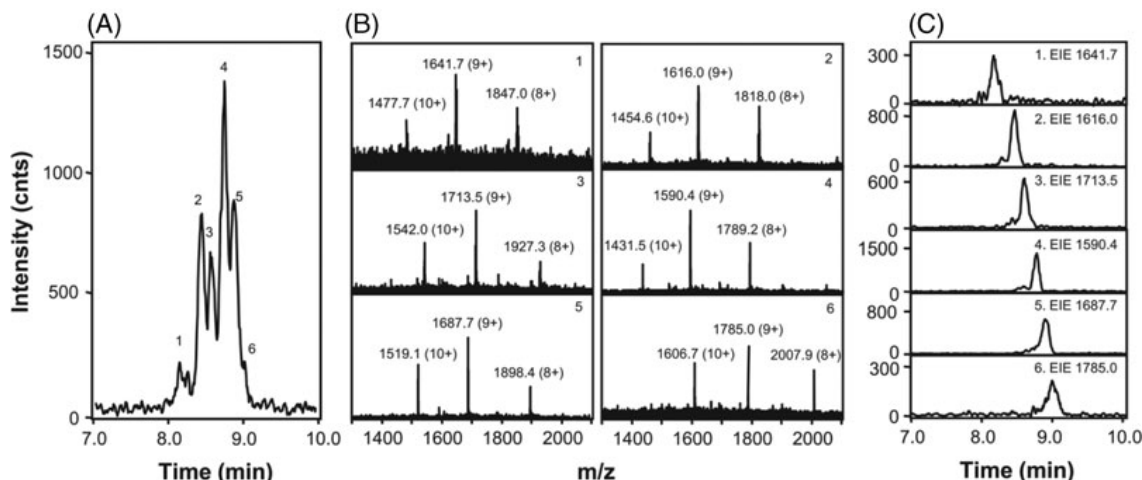 (A)
1500
1000
500
0
Intensity (cnts)
1
2
3
4
5
6
7.0 8.0 9.0 10.0
Time (min)
(B)
1
1641.7 (9+)
1477.7 (10+)
1847.0 (8+)
2
1616.0 (9+)
1454.6 (10+)
1818.0 (8+)
3
1713.5 (9+)
1542.0 (10+)
1927.3 (8+)
4
1590.4 (9+)
1431.5 (10+)
1789.2 (8+)
5
1687.7 (9+)
1519.1 (10+)
1898.4 (8+)
6
1785.0 (9+)
1606.7 (10+)
2007.9 (8+)
1400 1600 1800 2000
1400 1600 1800 2000
m/z
(C)
300
0
1. EIE 1641.7
800
0
2. EIE 1616.0
600
0
3. EIE 1713.5
1500
0
4. EIE 1590.4
800
0
5. EIE 1687.7
300
0
6. EIE 1785.0
7.0 8.0 9.0 10.0
Time (min)